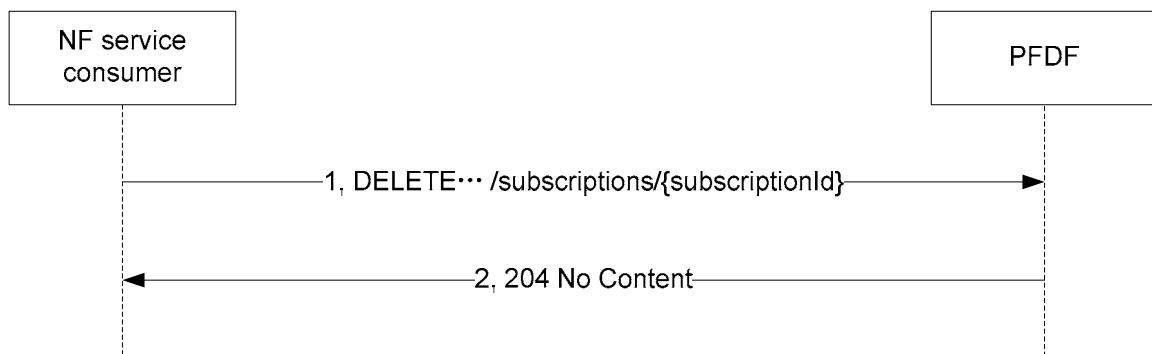 NF service
consumer
PFDF
1, DELETE··· /subscriptions/{subscriptionId}
2, 204 No Content